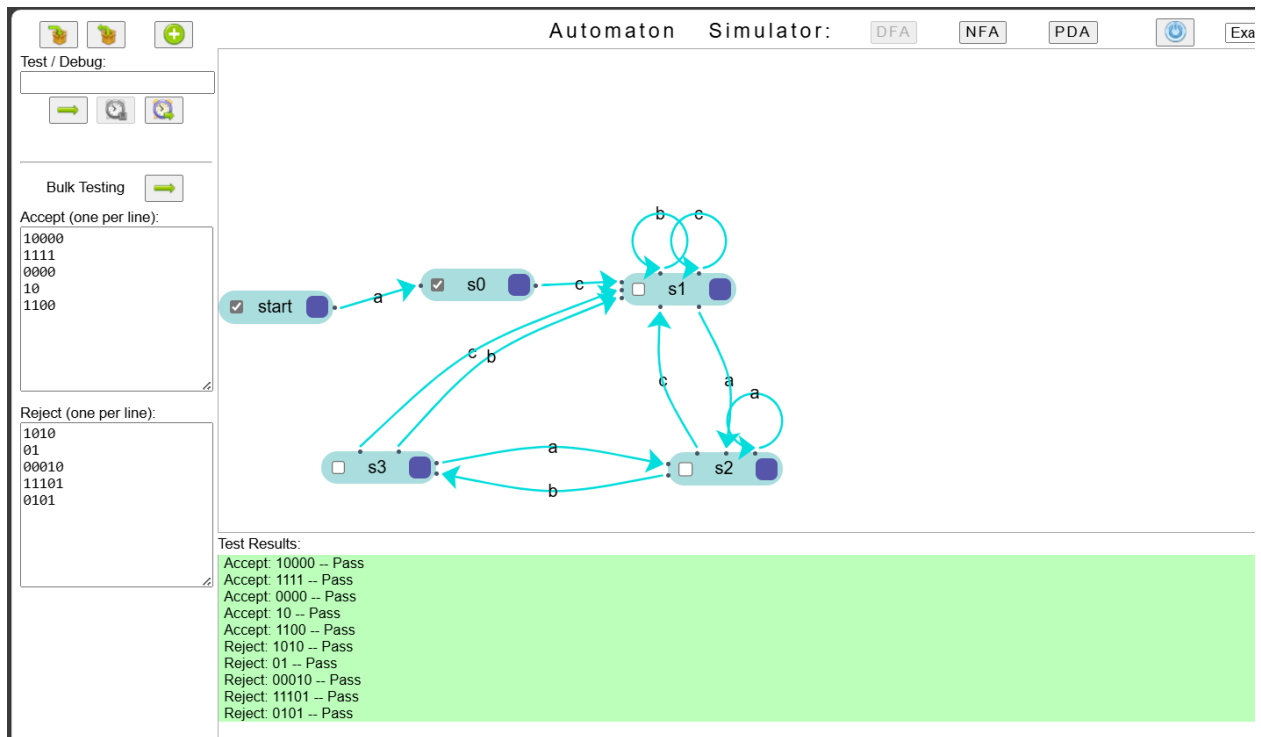 Automaton Simulator: DFA NFA PDA Exa
Test / Debug:
Bulk Testing
Accept (one per line):
10000
1111
0000
10
1100
Reject (one per line):
1010
01
00010
11101
0101
b c
s0
s1
start
a
c
c b
c
a
a
s3
a
s2
b
Test Results:
Accept: 10000 -- Pass
Accept: 1111 -- Pass
Accept: 0000 -- Pass
Accept: 10 -- Pass
Accept: 1100 -- Pass
Reject: 1010 -- Pass
Reject: 01 -- Pass
Reject: 00010 -- Pass
Reject: 11101 -- Pass
Reject: 0101 -- Pass